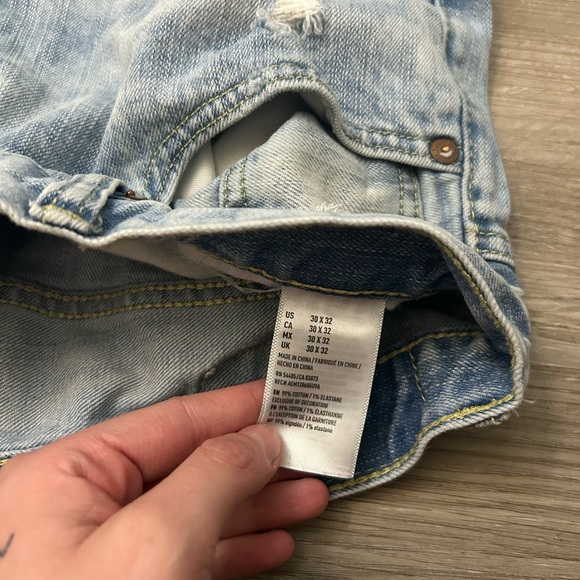 US 30 X 32
CA 30 X 32
MX 30 X 32
UK 30 X 32
MADE IN CHINA / FABRIQUÉ EN CHINE /
HECHO EN CHINA
RN 54485/CA 03873
EN 99% COTTON / 1% ELASTANE
EXCLUSIVE OF DECORATION
FR 99% COTON / 1% ÉLASTHANNE
À L'EXCEPTION DE LA GARNITURE
99% algodón / 1% elastano